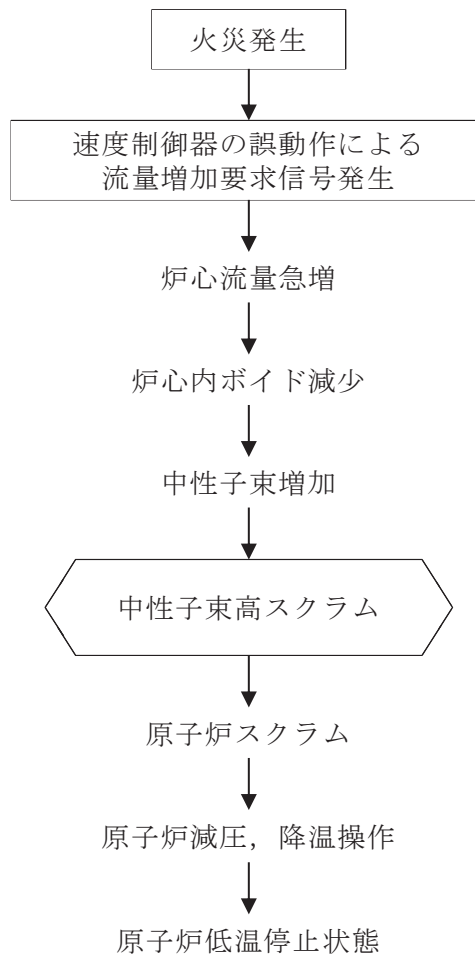 火災発生
速度制御器の誤動作による
流量増加要求信号発生
炉心流量急増
炉心内ボイド減少
中性子束増加
中性子束高スクラム
原子炉スクラム
原子炉減圧，降温操作
原子炉低温停止状態